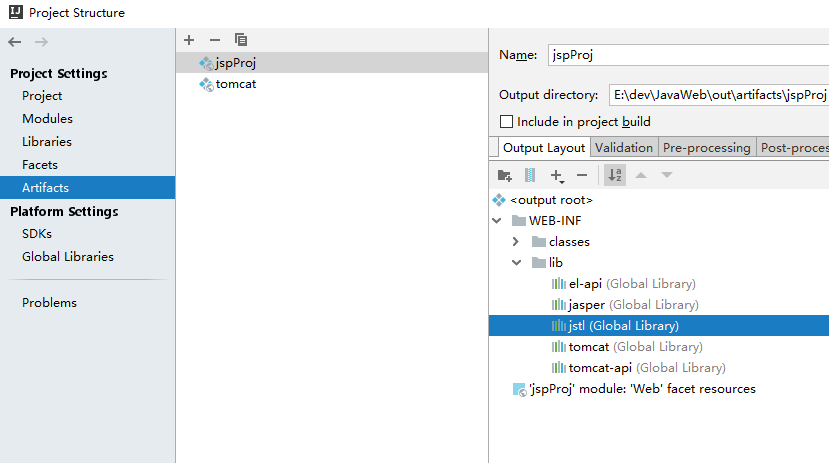 Project Structure
Project Settings
Project
Modules
Libraries
Facets
Artifacts
Platform Settings
SDKs
Global Libraries
Problems
jspProj
tomcat
Name: jspProj
Output directory: E:\dev\JavaWeb\out\artifacts\jspProj
Include in project build
Output Layout Validation Pre-processing Post-proces
<output root>
WEB-INF
classes
lib
el-api (Global Library)
jasper (Global Library)
jstl (Global Library)
tomcat (Global Library)
tomcat-api (Global Library)
'jspProj' module: 'Web' facet resources